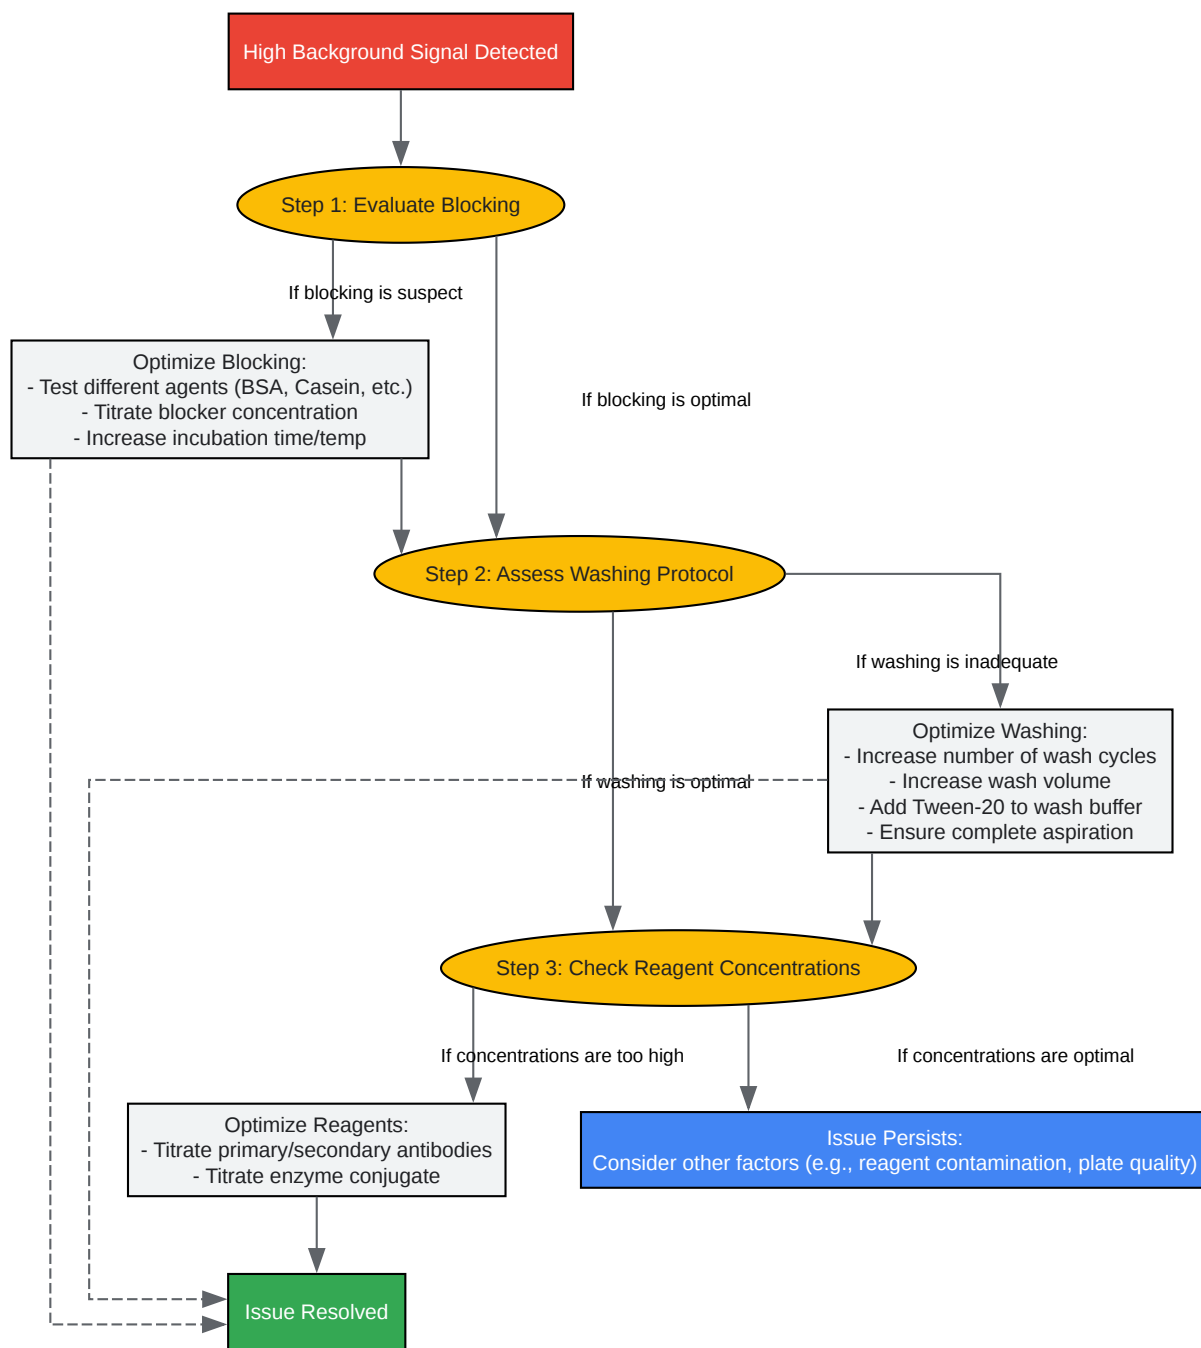 High Background Signal Detected
Step 1: Evaluate Blocking
If blocking is suspect
Optimize Blocking:
- Test different agents (BSA, Casein, etc.)
- Titrate blocker concentration
- Increase incubation time/temp
If blocking is optimal
Step 2: Assess Washing Protocol
If washing is inadequate
Optimize Washing:
- Increase number of wash cycles
- Increase wash volume
- Add Tween-20 to wash buffer
- Ensure complete aspiration
If washing is optimal
Step 3: Check Reagent Concentrations
If concentrations are too high
If concentrations are optimal
Optimize Reagents:
- Titrate primary/secondary antibodies
- Titrate enzyme conjugate
Issue Persists:
Consider other factors (e.g., reagent contamination, plate quality)
Issue Resolved